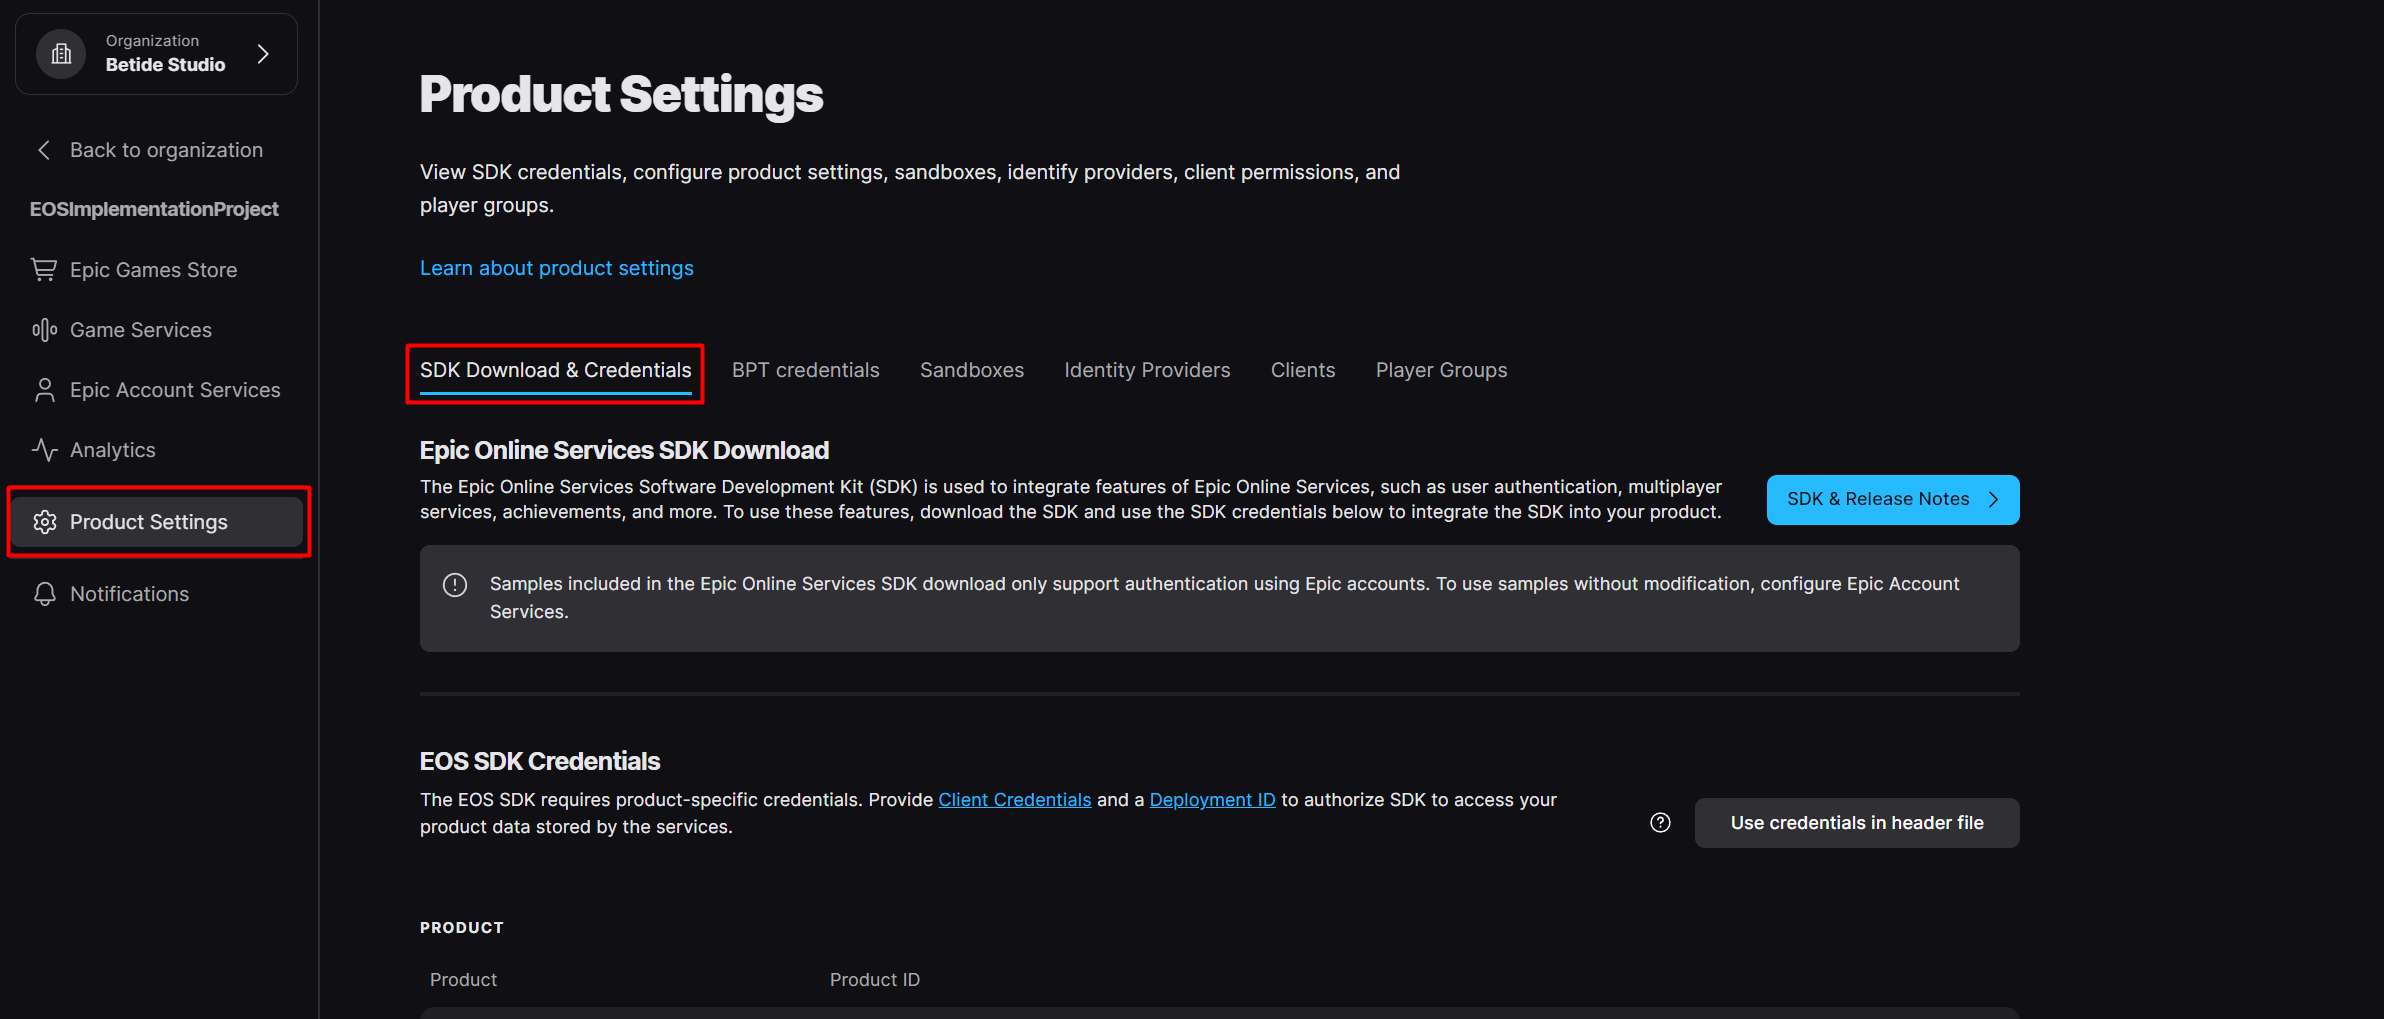 Organization
Betide Studio
Back to organization
EOSImplementationProject
Epic Games Store
Game Services
Epic Account Services
Analytics
Product Settings
Notifications
Product Settings
View SDK credentials, configure product settings, sandboxes, identify providers, client permissions, and
player groups.
Learn about product settings
SDK Download & Credentials BPT credentials Sandboxes Identity Providers Clients Player Groups
Epic Online Services SDK Download
The Epic Online Services Software Development Kit (SDK) is used to integrate features of Epic Online Services, such as user authentication, multiplayer
services, achievements, and more. To use these features, download the SDK and use the SDK credentials below to integrate the SDK into your product.
SDK & Release Notes
Samples included in the Epic Online Services SDK download only support authentication using Epic accounts. To use samples without modification, configure Epic Account
Services.
EOS SDK Credentials
The EOS SDK requires product-specific credentials. Provide Client Credentials and a Deployment ID to authorize SDK to access your
product data stored by the services.
Use credentials in header file
PRODUCT
Product Product ID